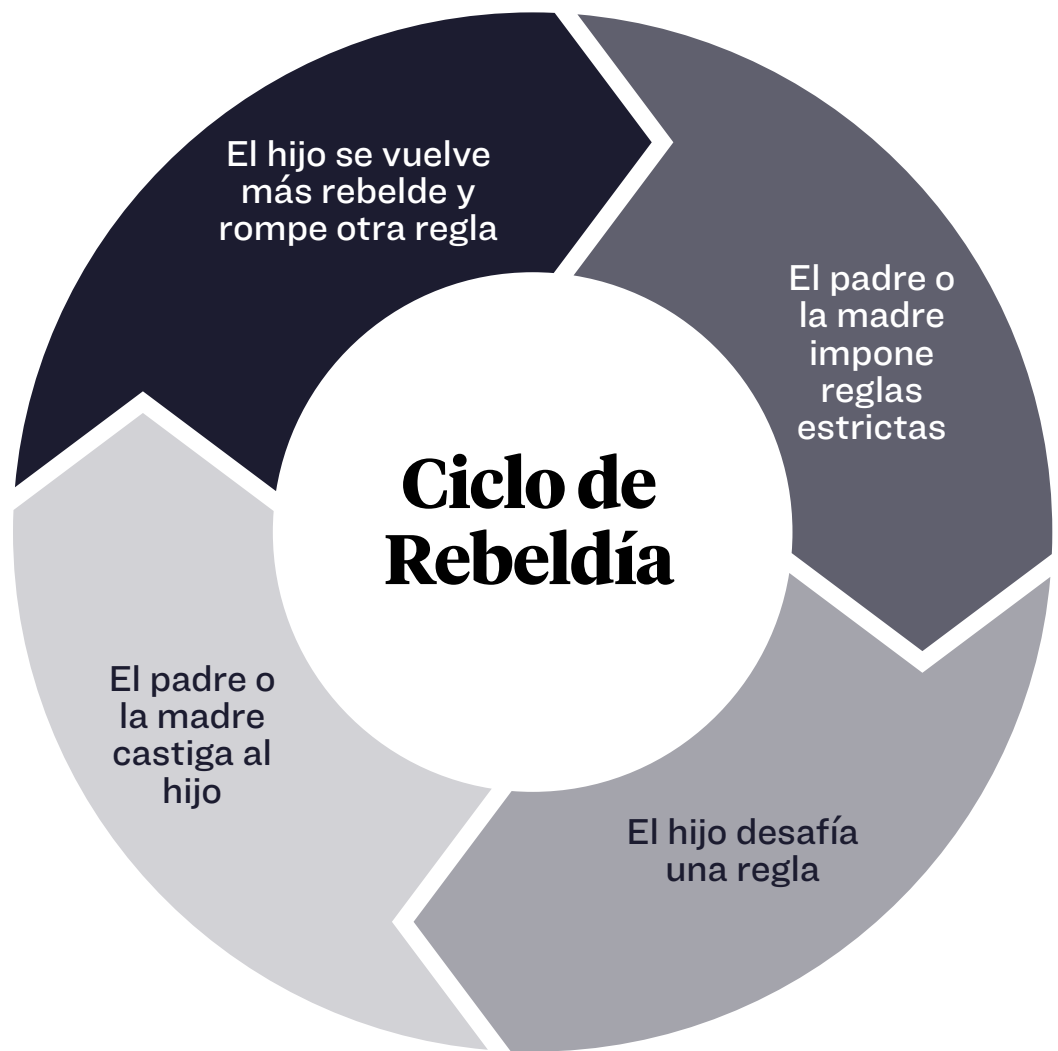 El hijo se vuelve
más rebelde y
rompe otra regla
El padre o
la madre
impone
reglas
estrictas
Ciclo de
Rebeldía
El padre o
la madre
castiga al
hijo
El hijo desafía
una regla